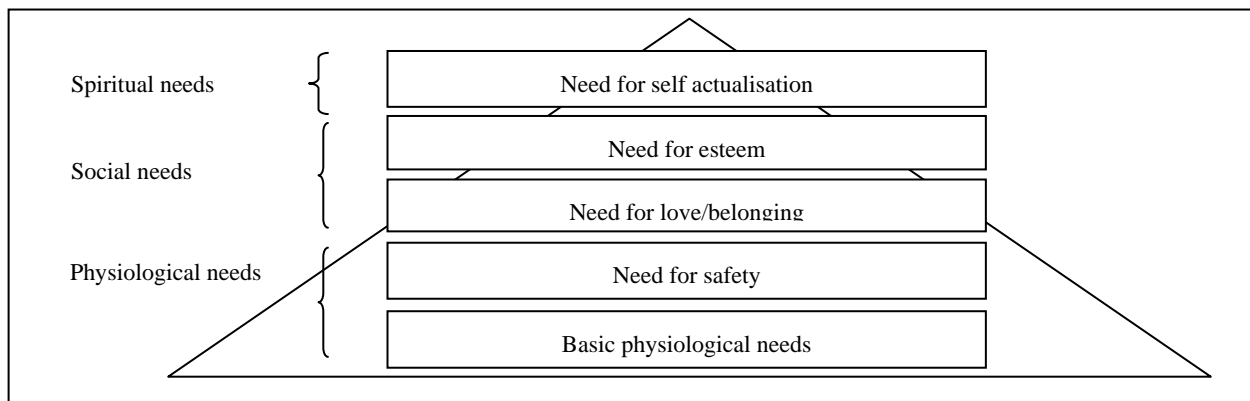 Spiritual needs
Need for self actualisation
Need for esteem
Social needs
Need for love/belonging
Physiological needs
Need for safety
Basic physiological needs